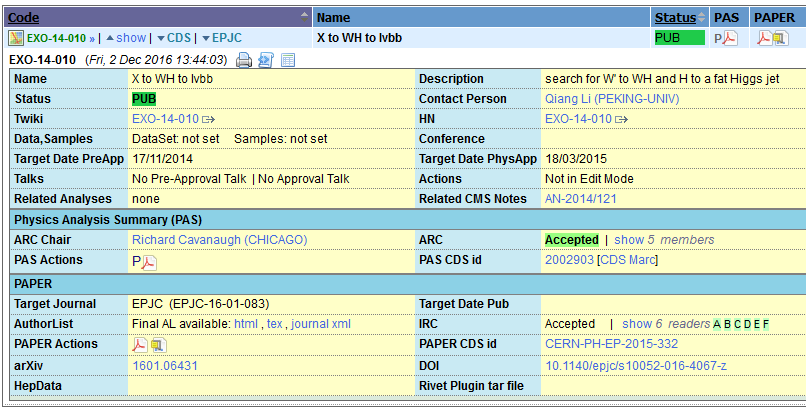 Code Name Status PAS PAPER
EXO-14-010 » | show | CDS | EPJC X to WH to lvbb PUB P
EXO-14-010 (Fri, 2 Dec 2016 13:44:03)
Name X to WH to lvbb Description search for W' to WH and H to a fat Higgs jet
Status PUB Contact Person Qiang Li (PEKING-UNIV)
Twiki EXO-14-010 HN EXO-14-010
Data,Samples DataSet: not set Samples: not set Conference
Target Date PreApp 17/11/2014 Target Date PhysApp 18/03/2015
Talks No Pre-Approval Talk | No Approval Talk Actions Not in Edit Mode
Related Analyses none Related CMS Notes AN-2014/121
Physics Analysis Summary (PAS)
ARC Chair Richard Cavanaugh (CHICAGO) ARC Accepted | show 5 members
PAS Actions P PAS CDS id 2002903 [CDS Marc]
PAPER
Target Journal EPJC (EPJC-16-01-083) Target Date Pub
AuthorList Final AL available: html , tex , journal xml IRC Accepted | show 6 readers A B C D E F
PAPER Actions PAPER CDS id CERN-PH-EP-2015-332
arXiv 1601.06431 DOI 10.1140/epjc/s10052-016-4067-z
HepData Rivet Plugin tar file